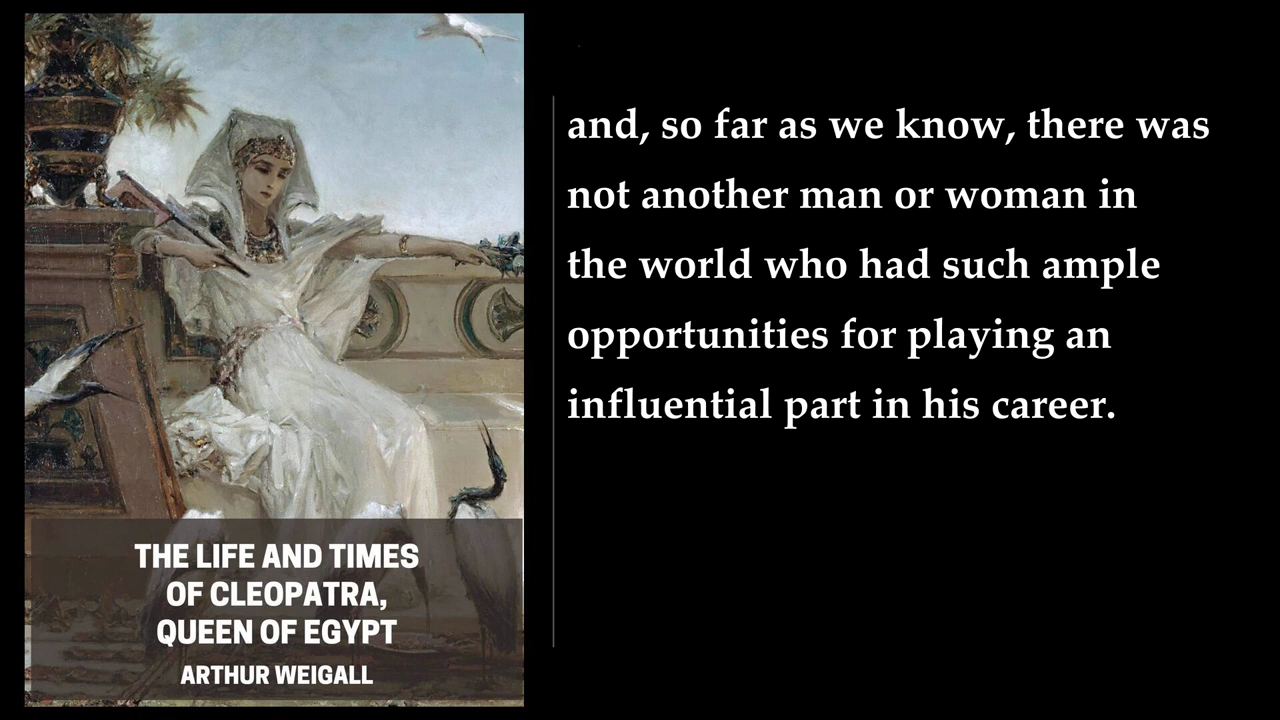 and, so far as we know, there was
not another man or woman in
the world who had such ample
opportunities for playing an
influential part in his career.
THE LIFE AND TIMES
OF CLEOPATRA,
QUEEN OF EGYPT
ARTHUR WEIGALL